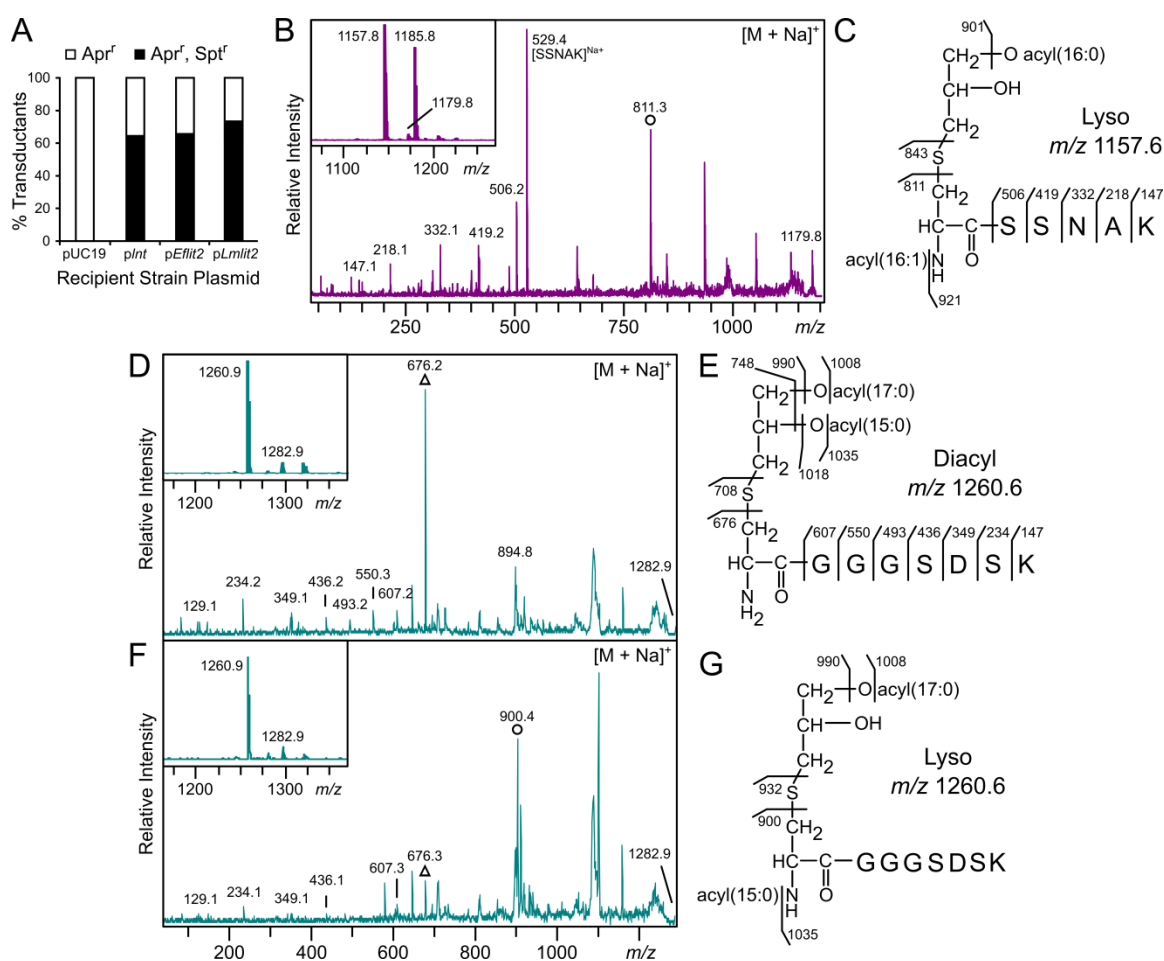 A
Apr^r Apr^r, Spt^r
% Transductants
100
80
60
40
20
0
pUC19 pInt pEflit2 pLmlit2
Recipient Strain Plasmid
B
[M + Na]+
1157.8 1185.8
1179.8
1100 1200 m/z
529.4
[SSNAK]^Na+
811.3
506.2
419.2
332.1
218.1
147.1
1179.8
Relative Intensity
250 500 750 1000 m/z
C
901
CH2 O acyl(16:0)
CH OH
CH2
843 S
811 CH2
HC C S S N A K
506 419 332 218 147
O
acyl(16:1) N
H
921
Lyso
m/z 1157.6
D
[M + Na]+
1260.9
1282.9
1200 1300 m/z
676.2
Relative Intensity
129.1
234.2
349.1
436.2
493.2
550.3
607.2
894.8
1282.9
E
748 990 1008
CH2 O acyl(17:0)
CH O acyl(15:0)
1035
1018
CH2
708 S
676 CH2
607 550 493 436 349 234 147
HC C G G G S D S K
NH2 O
Diacyl
m/z 1260.6
F
[M + Na]+
1260.9
1282.9
1200 1300 m/z
900.4
Relative Intensity
129.1
234.1
349.1
436.1
607.3
676.3
1282.9
200 400 600 800 1000 m/z
G
990 1008
CH2 O acyl(17:0)
CH OH
CH2
932 S
900 CH2
HC C GGGSDSK
O
acyl(15:0) N
H
1035
Lyso
m/z 1260.6